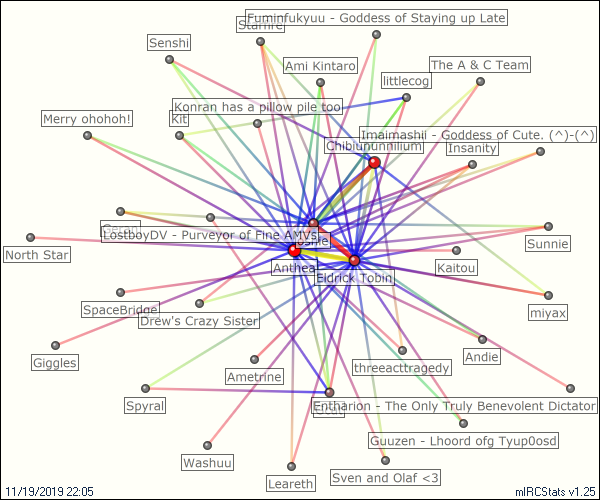 Fuminfukyuu - Goddess of Staying up Late
Starfire
Senshi
Ami Kintaro
The A & C Team
littlecog
Konran has a pillow pile too
Merry ohohoh!
Kit
Imaimashii - Goddess of Cute. (^)-(^)
Chibiununnilium
Insanity
LostboyDV - Purveyor of Fine AMVs
Sunnie
North Star
Anthea
Kaitou
Eidrick Tobin
SpaceBridge
miyax
Drew's Crazy Sister
Andie
Giggles
threeacttragedy
Ametrine
Spyral
Entharion - The Only Truly Benevolent Dictator
Guuzen - Lhoord ofg Tyup0osd
Washuu
Sven and Olaf <3
Leareth
11/19/2019 22:05
mIRCStats v1.25